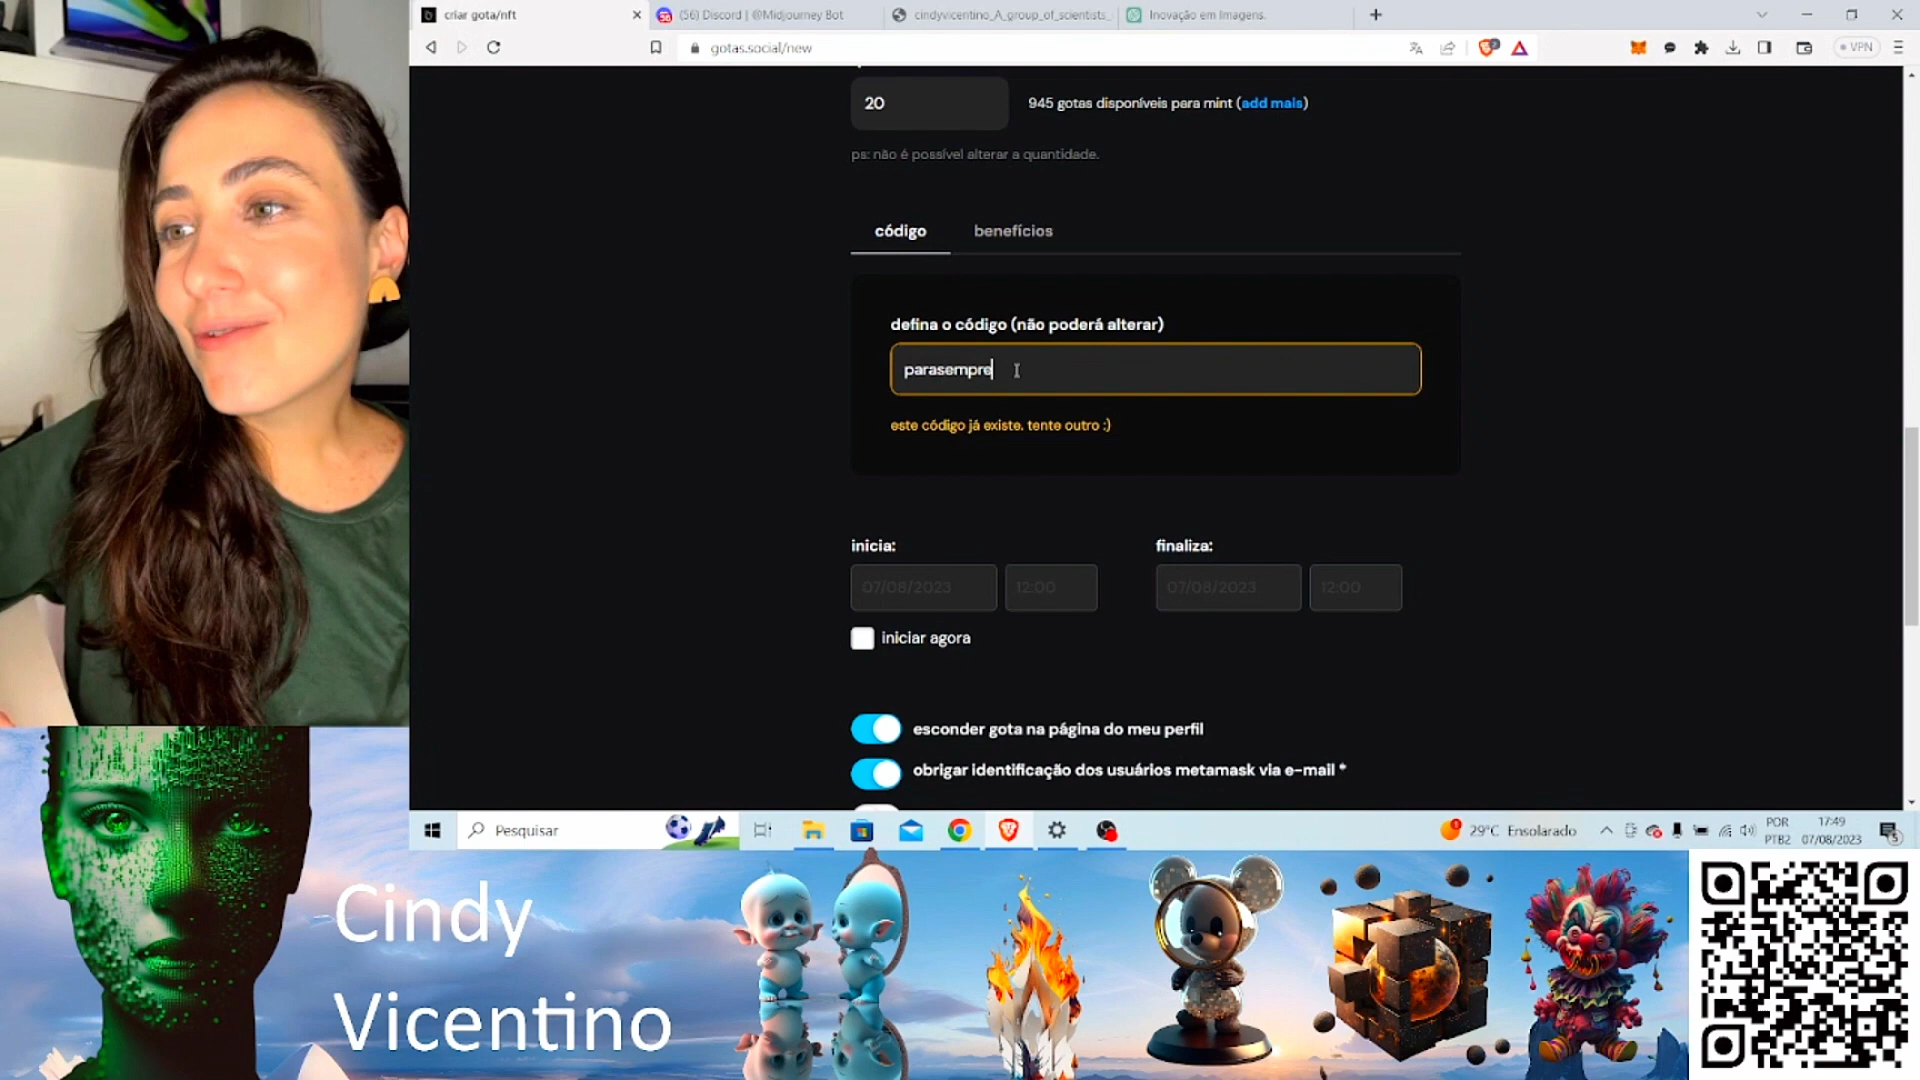 criar gota/nft
(56) Discord | @Midjourney Bot
cindyvicentino_A_group_of_scientists_
Inovação em Imagens.
gotas.social/new
VPN
20
945 gotas disponíveis para mint (add mais)
ps: não é possível alterar a quantidade.
código
benefícios
defina o código (não poderá alterar)
parasempre
este código já existe. tente outro :)
inicia:
finaliza:
07/08/2023
12:00
07/08/2023
12:00
iniciar agora
esconder gota na página do meu perfil
obrigar identificação dos usuários metamask via e-mail *
Pesquisar
29°C Ensolarado
POR
PTB2
17:49
07/08/2023
Cindy
Vicentino